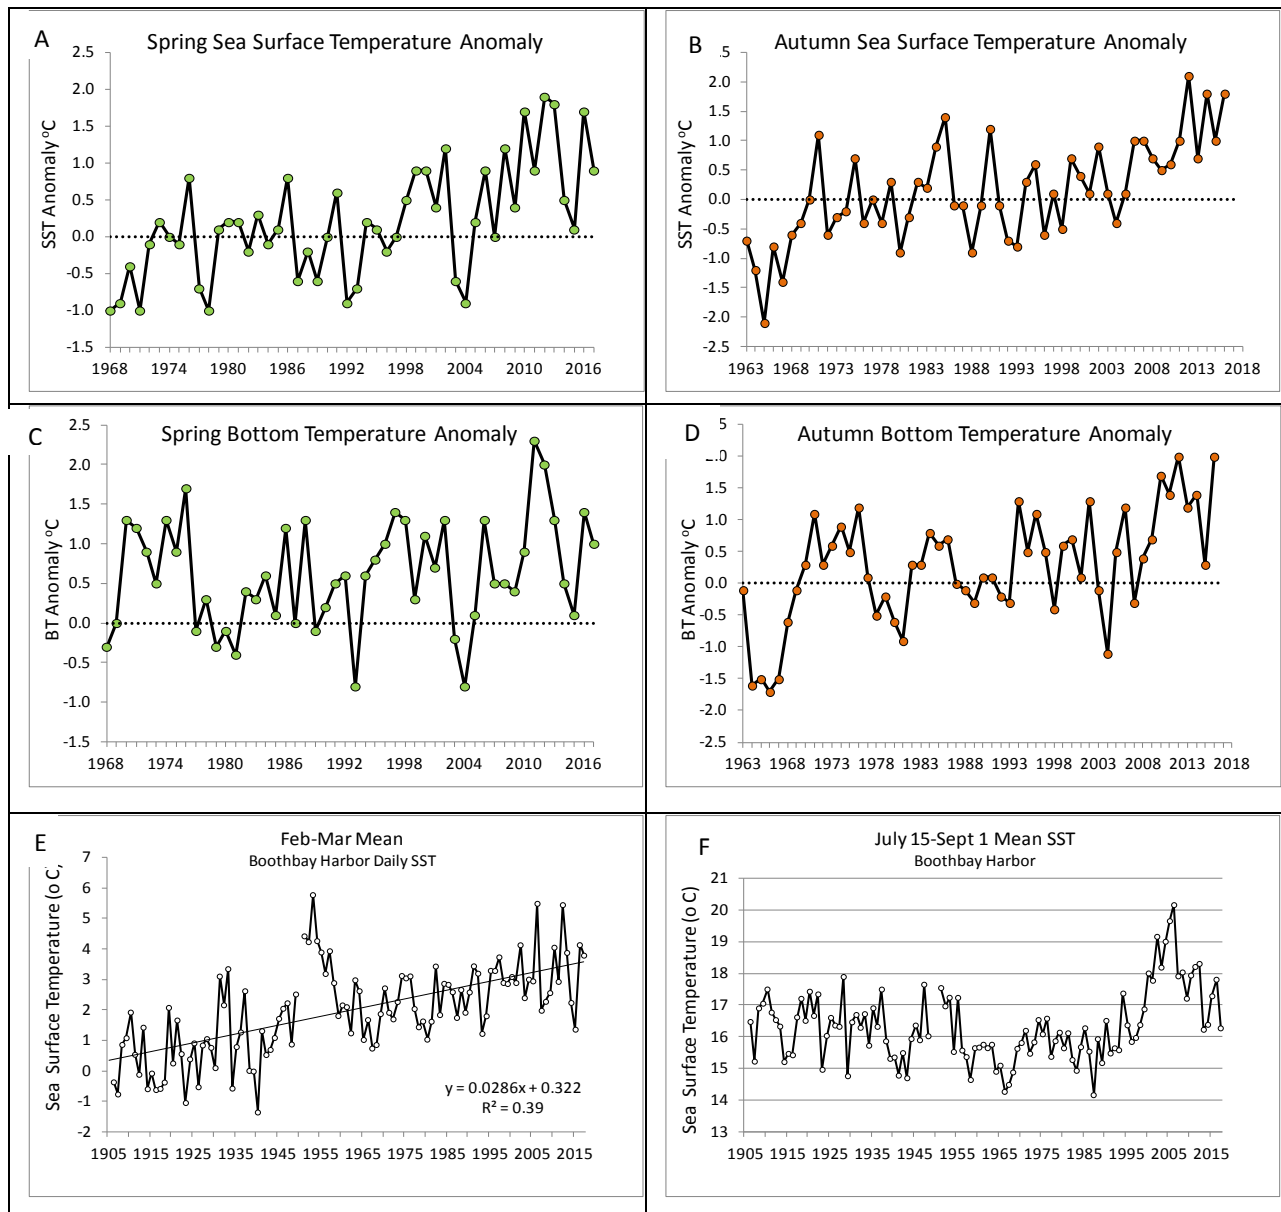 A
Spring Sea Surface Temperature Anomaly
SST Anomaly ºC
2.5
2.0
1.5
1.0
0.5
0.0
-0.5
-1.0
-1.5
1968 1974 1980 1986 1992 1998 2004 2010 2016
B
Autumn Sea Surface Temperature Anomaly
SST Anomaly ºC
.5
2.0
1.5
1.0
0.5
0.0
-0.5
-1.0
-1.5
-2.0
-2.5
1963 1968 1973 1978 1983 1988 1993 1998 2003 2008 2013 2018
C
Spring Bottom Temperature Anomaly
BT Anomaly ºC
2.5
2.0
1.5
1.0
0.5
0.0
-0.5
-1.0
-1.5
1968 1974 1980 1986 1992 1998 2004 2010 2016
D
Autumn Bottom Temperature Anomaly
BT Anomaly ºC
5
2.0
1.5
1.0
0.5
0.0
-0.5
-1.0
-1.5
-2.0
-2.5
1963 1968 1973 1978 1983 1988 1993 1998 2003 2008 2013 2018
E
Feb-Mar Mean
Boothbay Harbor Daily SST
Sea Surface Temperature (o C)
7
6
5
4
3
2
1
0
-1
-2
y = 0.0286x + 0.322
R² = 0.39
1905 1915 1925 1935 1945 1955 1965 1975 1985 1995 2005 2015
F
July 15-Sept 1 Mean SST
Boothbay Harbor
Sea Surface Temperature (o C)
21
20
19
18
17
16
15
14
13
1905 1915 1925 1935 1945 1955 1965 1975 1985 1995 2005 2015